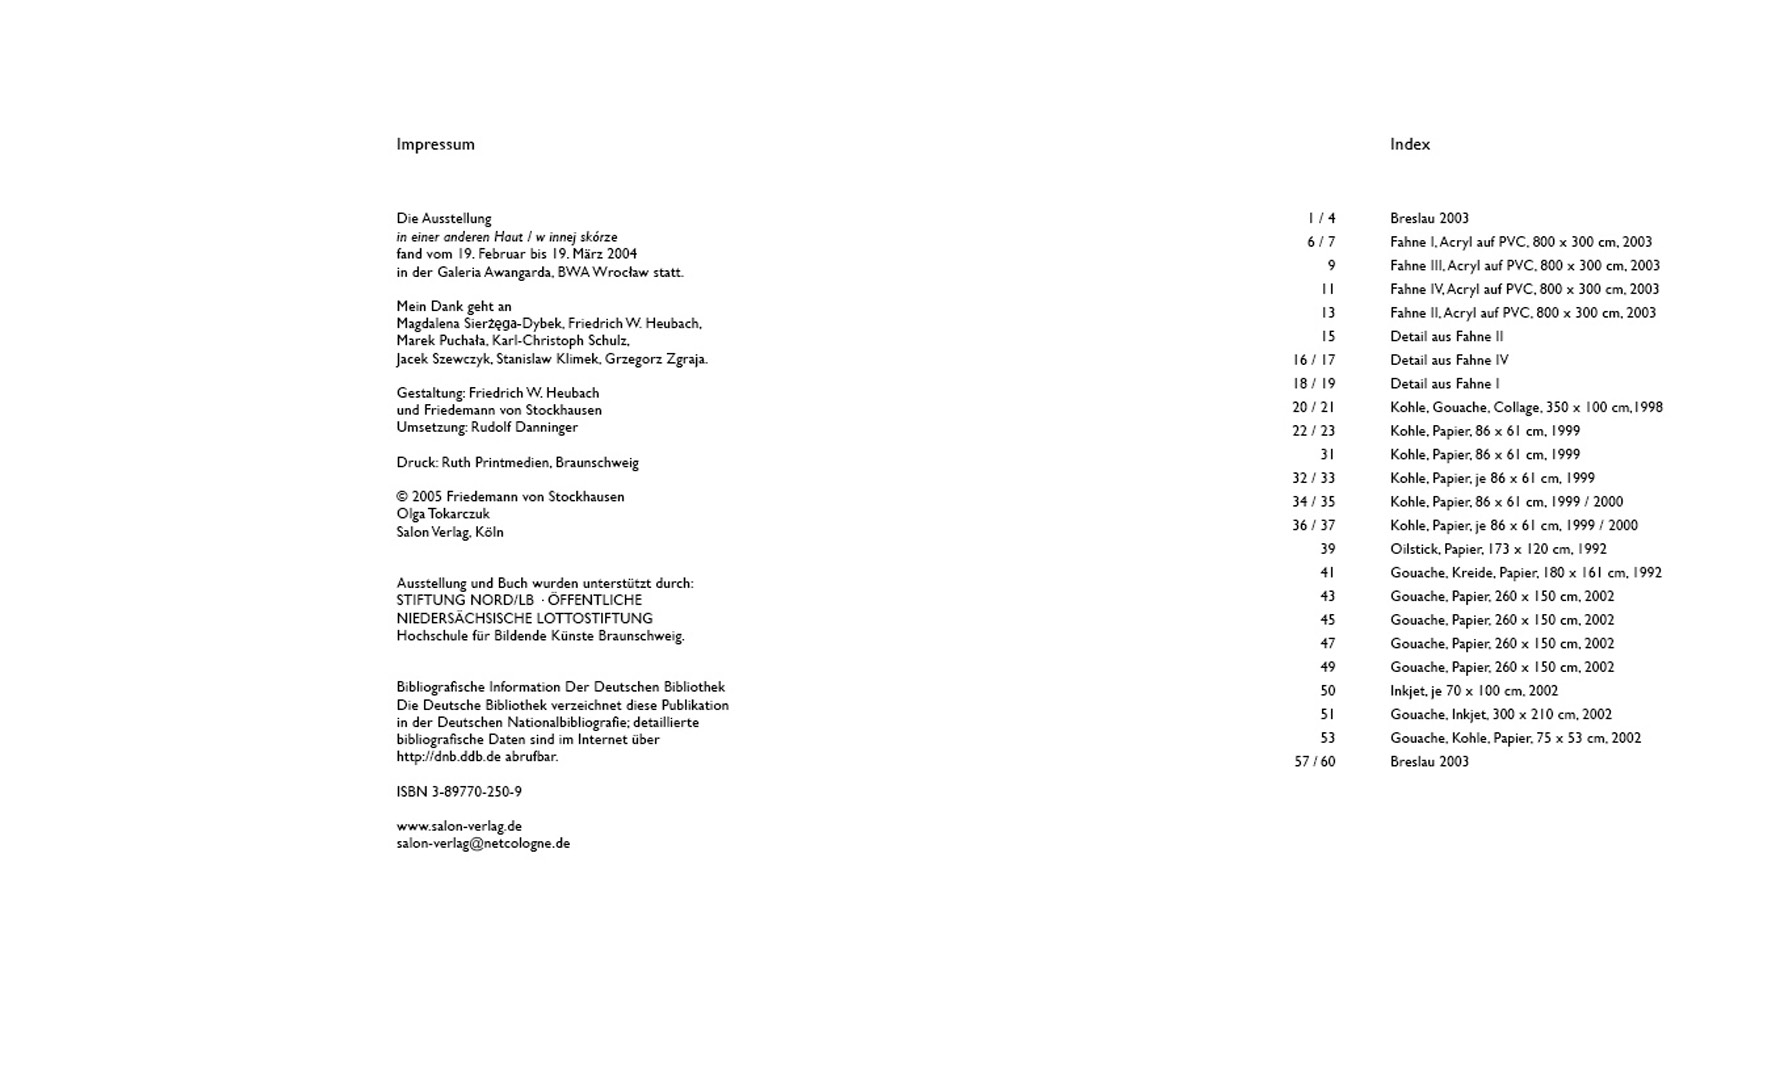 Impressum
Die Ausstellung
in einer anderen Haut / w innej skórze
fand vom 19. Februar bis 19. März 2004
in der Galeria Awangarda, BWA Wrocław statt.
Mein Dank geht an
Magdalena Sierżęga-Dybek, Friedrich W. Heubach,
Marek Puchała, Karl-Christoph Schulz,
Jacek Szewczyk, Stanislaw Klimek, Grzegorz Zgraja.
Gestaltung: Friedrich W. Heubach
und Friedemann von Stockhausen
Umsetzung: Rudolf Danninger
Druck: Ruth Printmedien, Braunschweig
© 2005 Friedemann von Stockhausen
Olga Tokarczuk
Salon Verlag, Köln
Ausstellung und Buch wurden unterstützt durch:
STIFTUNG NORD/LB · ÖFFENTLICHE
NIEDERSÄCHSISCHE LOTTOSTIFTUNG
Hochschule für Bildende Künste Braunschweig.
Bibliografische Information Der Deutschen Bibliothek
Die Deutsche Bibliothek verzeichnet diese Publikation
in der Deutschen Nationalbibliografie; detaillierte
bibliografische Daten sind im Internet über
http://dnb.ddb.de abrufbar.
ISBN 3-89770-250-9
www.salon-verlag.de
salon-verlag@netcologne.de
Index
1 / 4 Breslau 2003
6 / 7 Fahne I, Acryl auf PVC, 800 x 300 cm, 2003
9 Fahne III, Acryl auf PVC, 800 x 300 cm, 2003
11 Fahne IV, Acryl auf PVC, 800 x 300 cm, 2003
13 Fahne II, Acryl auf PVC, 800 x 300 cm, 2003
15 Detail aus Fahne II
16 / 17 Detail aus Fahne IV
18 / 19 Detail aus Fahne I
20 / 21 Kohle, Gouache, Collage, 350 x 100 cm,1998
22 / 23 Kohle, Papier, 86 x 61 cm, 1999
31 Kohle, Papier, 86 x 61 cm, 1999
32 / 33 Kohle, Papier, je 86 x 61 cm, 1999
34 / 35 Kohle, Papier, 86 x 61 cm, 1999 / 2000
36 / 37 Kohle, Papier, je 86 x 61 cm, 1999 / 2000
39 Oilstick, Papier, 173 x 120 cm, 1992
41 Gouache, Kreide, Papier, 180 x 161 cm, 1992
43 Gouache, Papier, 260 x 150 cm, 2002
45 Gouache, Papier, 260 x 150 cm, 2002
47 Gouache, Papier, 260 x 150 cm, 2002
49 Gouache, Papier, 260 x 150 cm, 2002
50 Inkjet, je 70 x 100 cm, 2002
51 Gouache, Inkjet, 300 x 210 cm, 2002
53 Gouache, Kohle, Papier, 75 x 53 cm, 2002
57 / 60 Breslau 2003